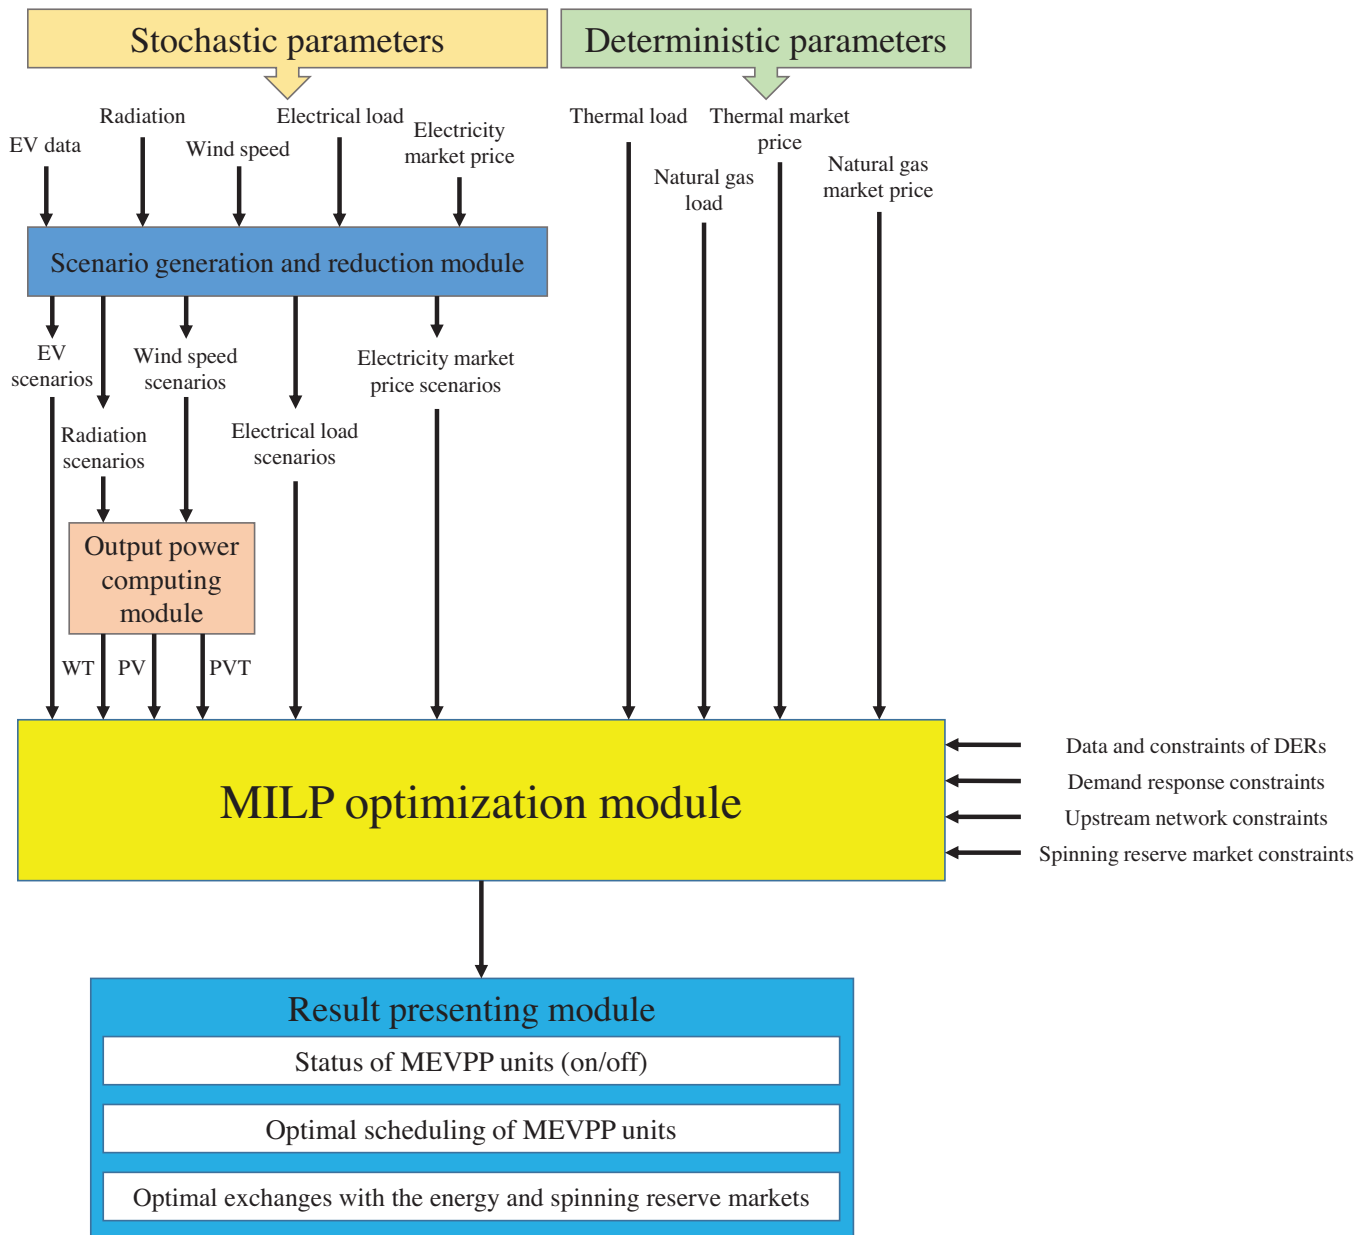 Stochastic parameters
Deterministic parameters
EV data
Radiation
Wind speed
Electrical load
Electricity
market price
Thermal load
Natural gas
load
Thermal market
price
Natural gas
market price
Scenario generation and reduction module
EV
scenarios
Radiation
scenarios
Wind speed
scenarios
Electrical load
scenarios
Electricity market
price scenarios
Output power
computing
module
WT
PV
PVT
MILP optimization module
Data and constraints of DERs
Demand response constraints
Upstream network constraints
Spinning reserve market constraints
Result presenting module
Status of MEVPP units (on/off)
Optimal scheduling of MEVPP units
Optimal exchanges with the energy and spinning reserve markets